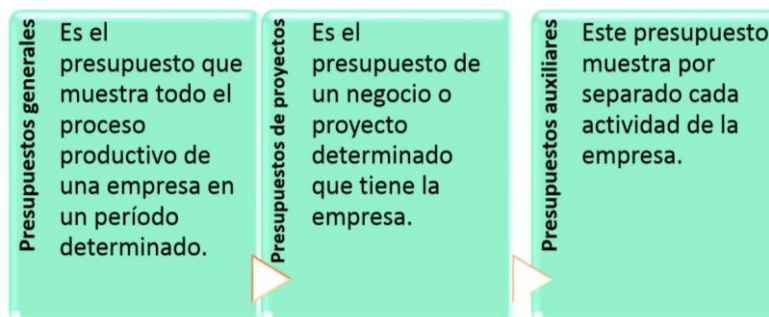 Presupuestos generales
Es el
presupuesto que
muestra todo el
proceso
productivo de
una empresa en
un período
determinado.
Presupuestos de proyectos
Es el
presupuesto de
un negocio o
proyecto
determinado
que tiene la
empresa.
Presupuestos auxiliares
Este presupuesto
muestra por
separado cada
actividad de la
empresa.